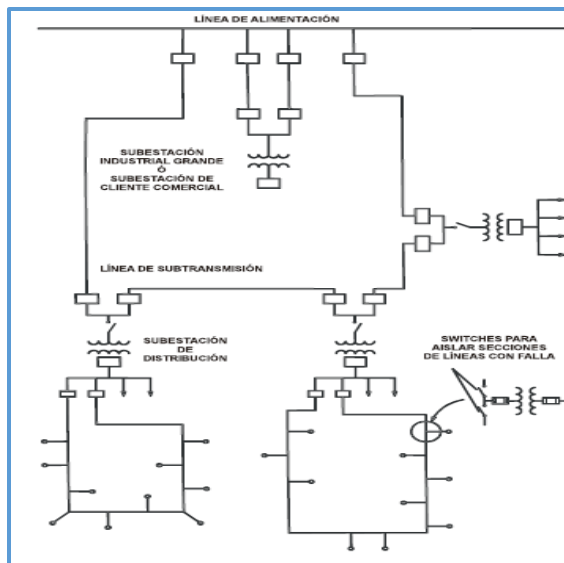 LÍNEA DE ALIMENTACIÓN
SUBESTACIÓN
INDUSTRIAL GRANDE
Ó
SUBESTACIÓN DE
CLIENTE COMERCIAL
LÍNEA DE SUBTRANSMISIÓN
SUBESTACIÓN
DE
DISTRIBUCIÓN
SWITCHES PARA
AISLAR SECCIONES
DE LÍNEAS CON FALLA